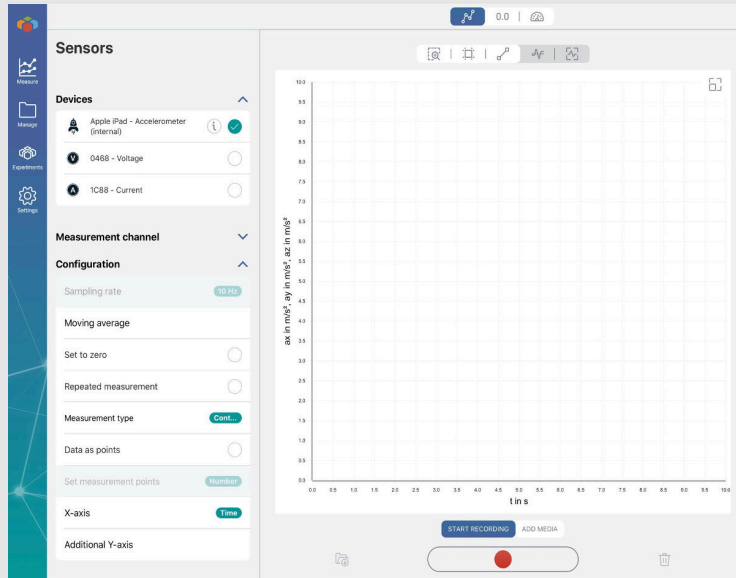 0.0
Sensors
Measure
Manage
Experiments
Settings
Devices
Apple iPad - Accelerometer
(internal)
i
V
0468 - Voltage
A
1C88 - Current
Measurement channel
Configuration
Sampling rate
10 Hz
Moving average
Set to zero
Repeated measurement
Measurement type
Cont...
Data as points
Set measurement points
Number
X-axis
Time
Additional Y-axis
ax in m/s², ay in m/s², az in m/s²
10.0
9.5
9.0
8.5
8.0
7.5
7.0
6.5
6.0
5.5
5.0
4.5
4.0
3.5
3.0
2.5
2.0
1.5
1.0
0.5
0.0
0.0 0.5 1.0 1.5 2.0 2.5 3.0 3.5 4.0 4.5 5.0 5.5 6.0 6.5 7.0 7.5 8.0 8.5 9.0 9.5 10.0
t in s
START RECORDING
ADD MEDIA